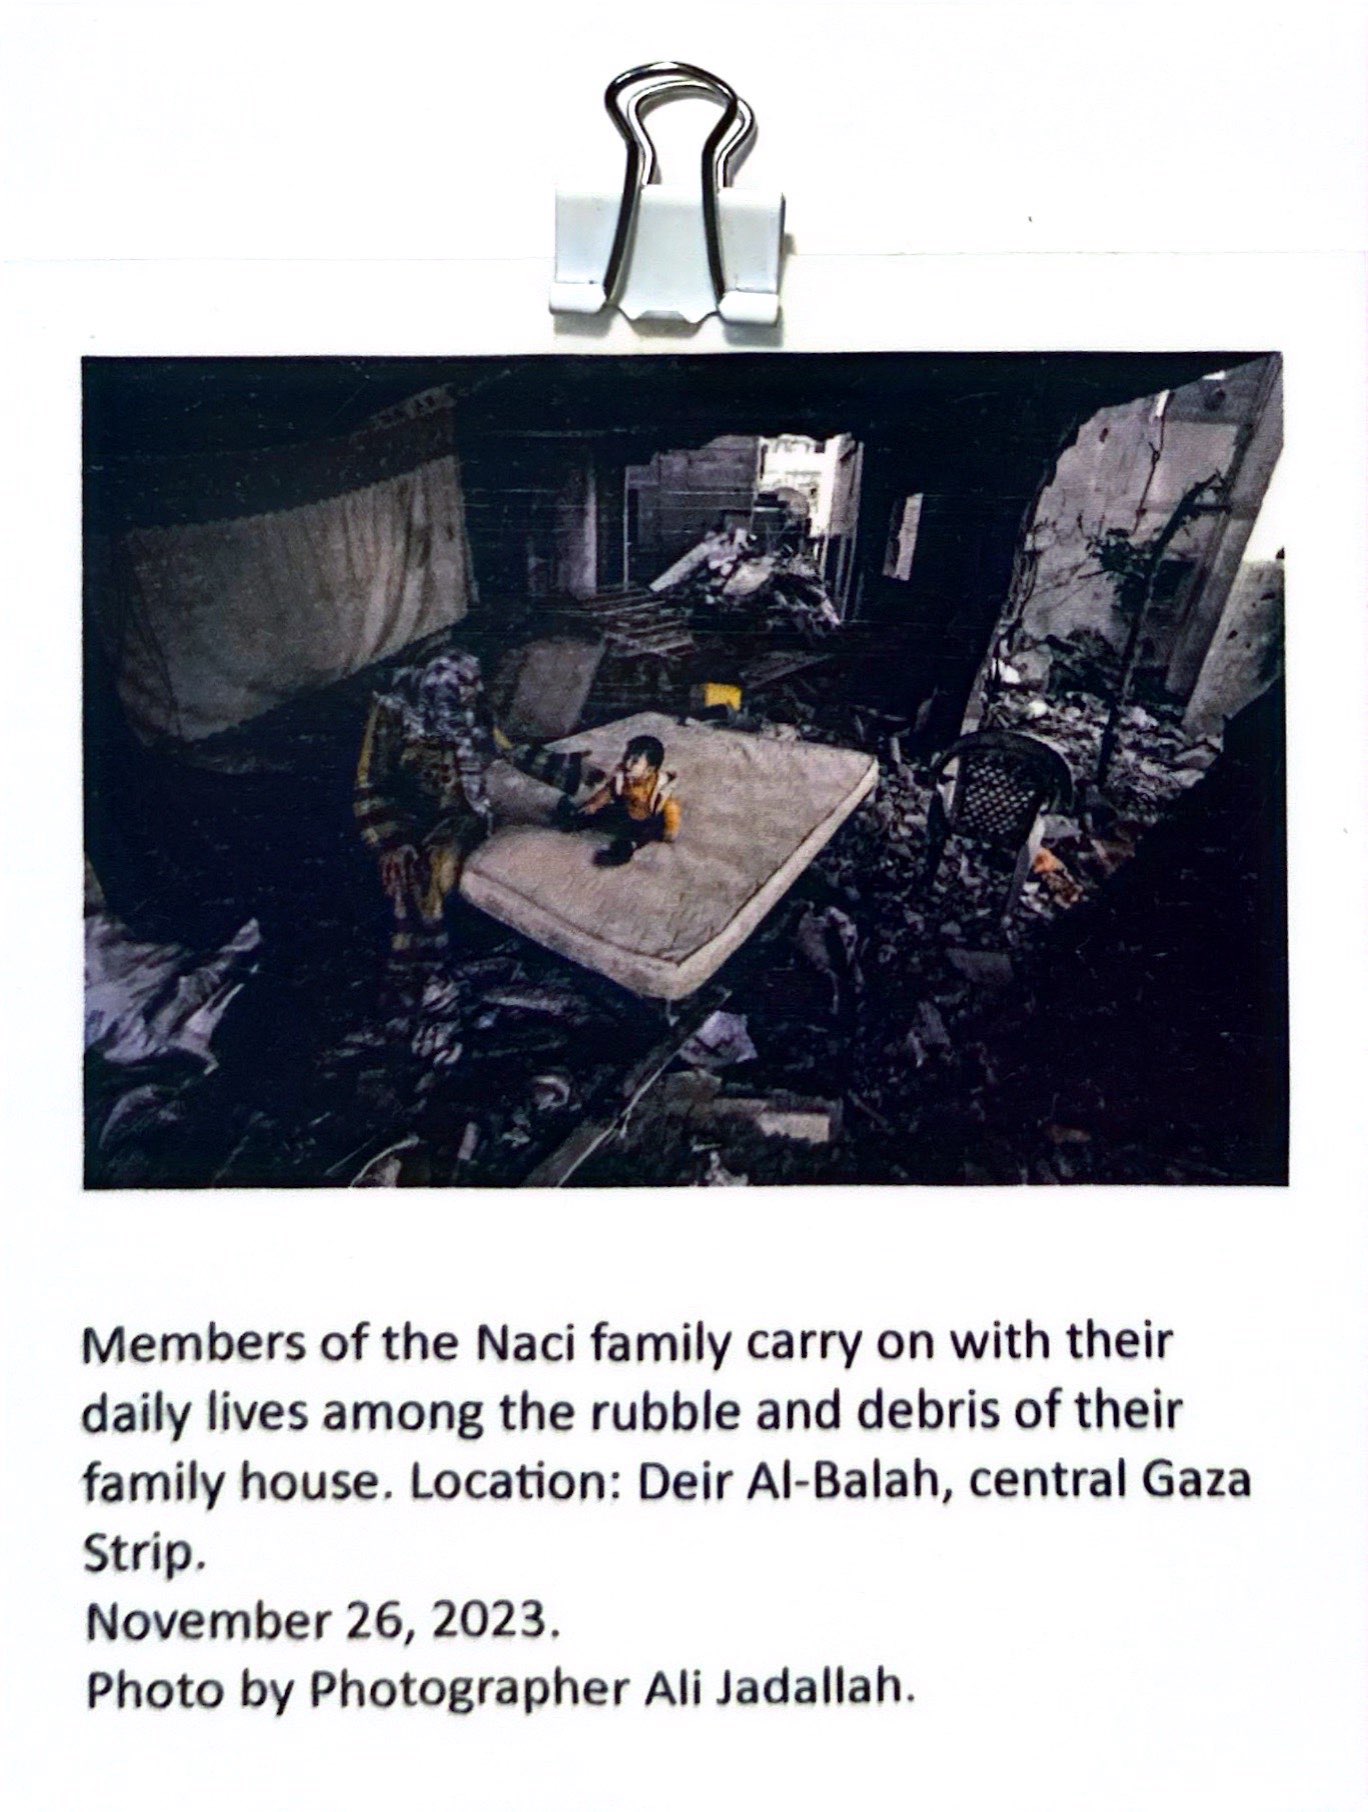 Members of the Naci family carry on with their
daily lives among the rubble and debris of their
family house. Location: Deir Al-Balah, central Gaza
Strip.
November 26, 2023.
Photo by Photographer Ali Jadallah.